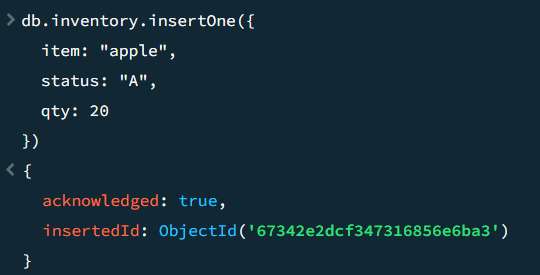 > db.inventory.insertOne({
item: "apple",
status: "A",
qty: 20
})
< {
acknowledged: true,
insertedId: ObjectId('67342e2dcf347316856e6ba3')
}